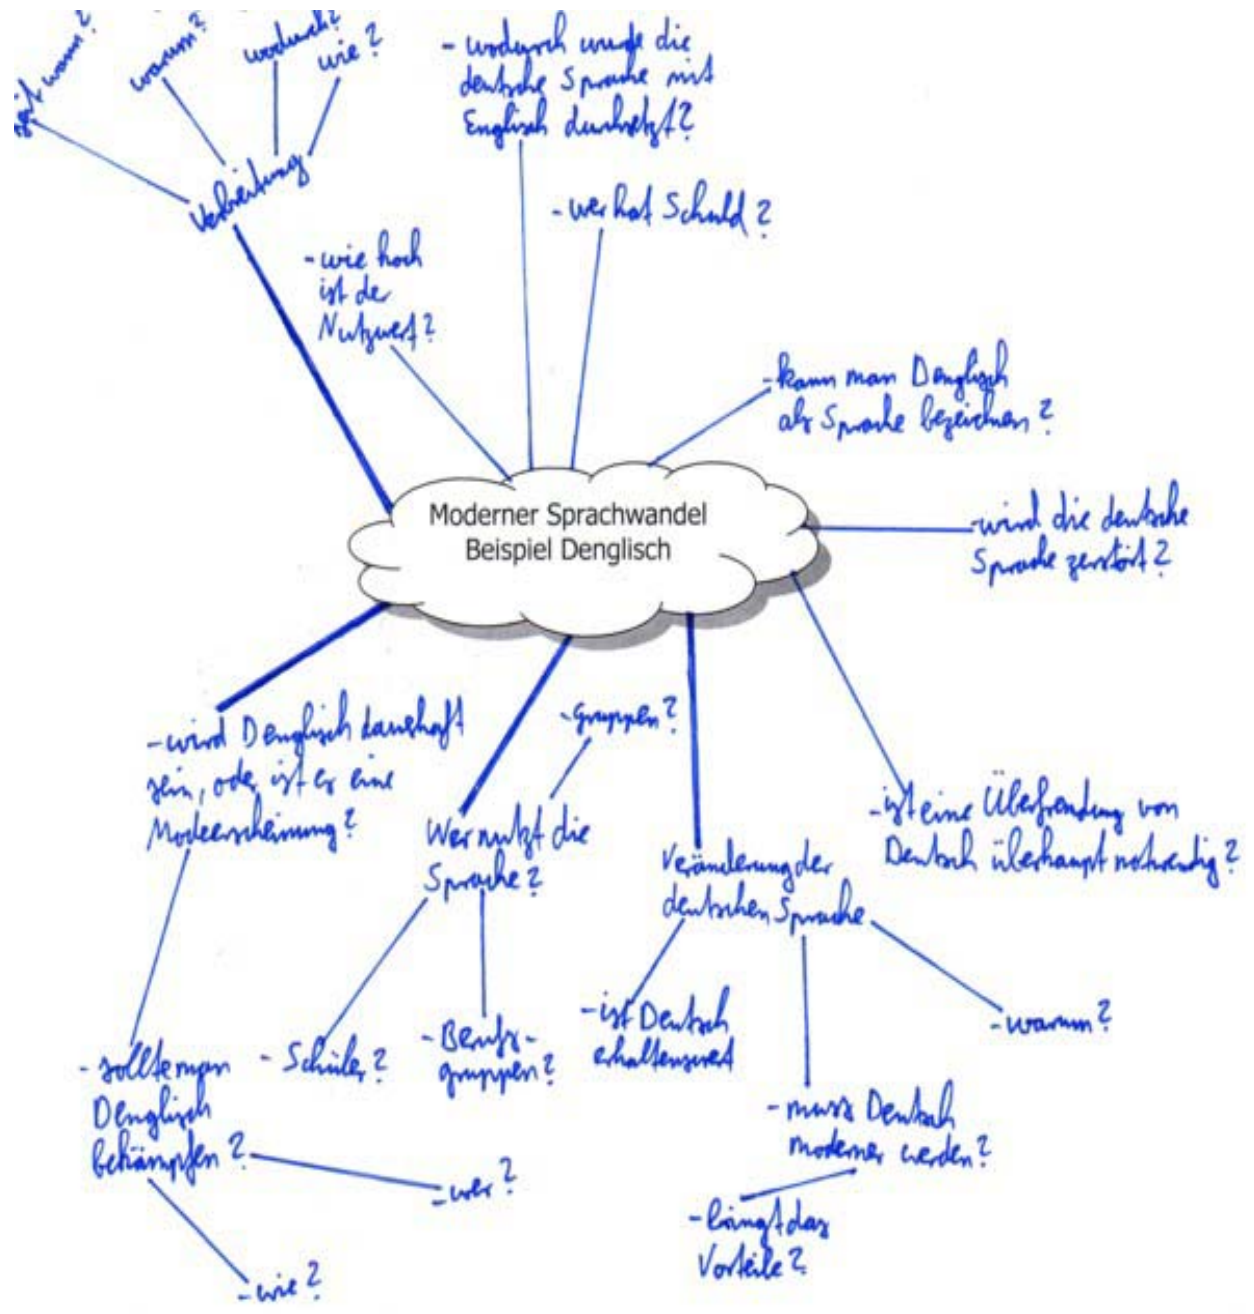 seit wann?
warum?
wodurch?
wie?
Verbreitung
- wodurch wurde die
deutsche Sprache mit
Englisch durchsetzt?
- wer hat Schuld?
- wie hoch
ist der
Nutzwert?
- kann man Denglisch
als Sprache bezeichnen?
Moderner Sprachwandel
Beispiel Denglisch
- wird die deutsche
Sprache zerstört?
- wird Denglisch dauerhaft
sein, oder ist es eine
Modeerscheinung?
- gruppen?
Wer nutzt die
Sprache?
Veränderung der
deutschen Sprache
- ist eine Überfremdung von
Deutsch überhaupt notwendig?
- sollte man
Denglisch
bekämpfen?
- Schüler?
- Berufs-
gruppen?
- ist Deutsch
erhaltenswert
- warum?
- muss Deutsch
moderner werden?
- wer?
- wie?
- bringt das
Vorteile?